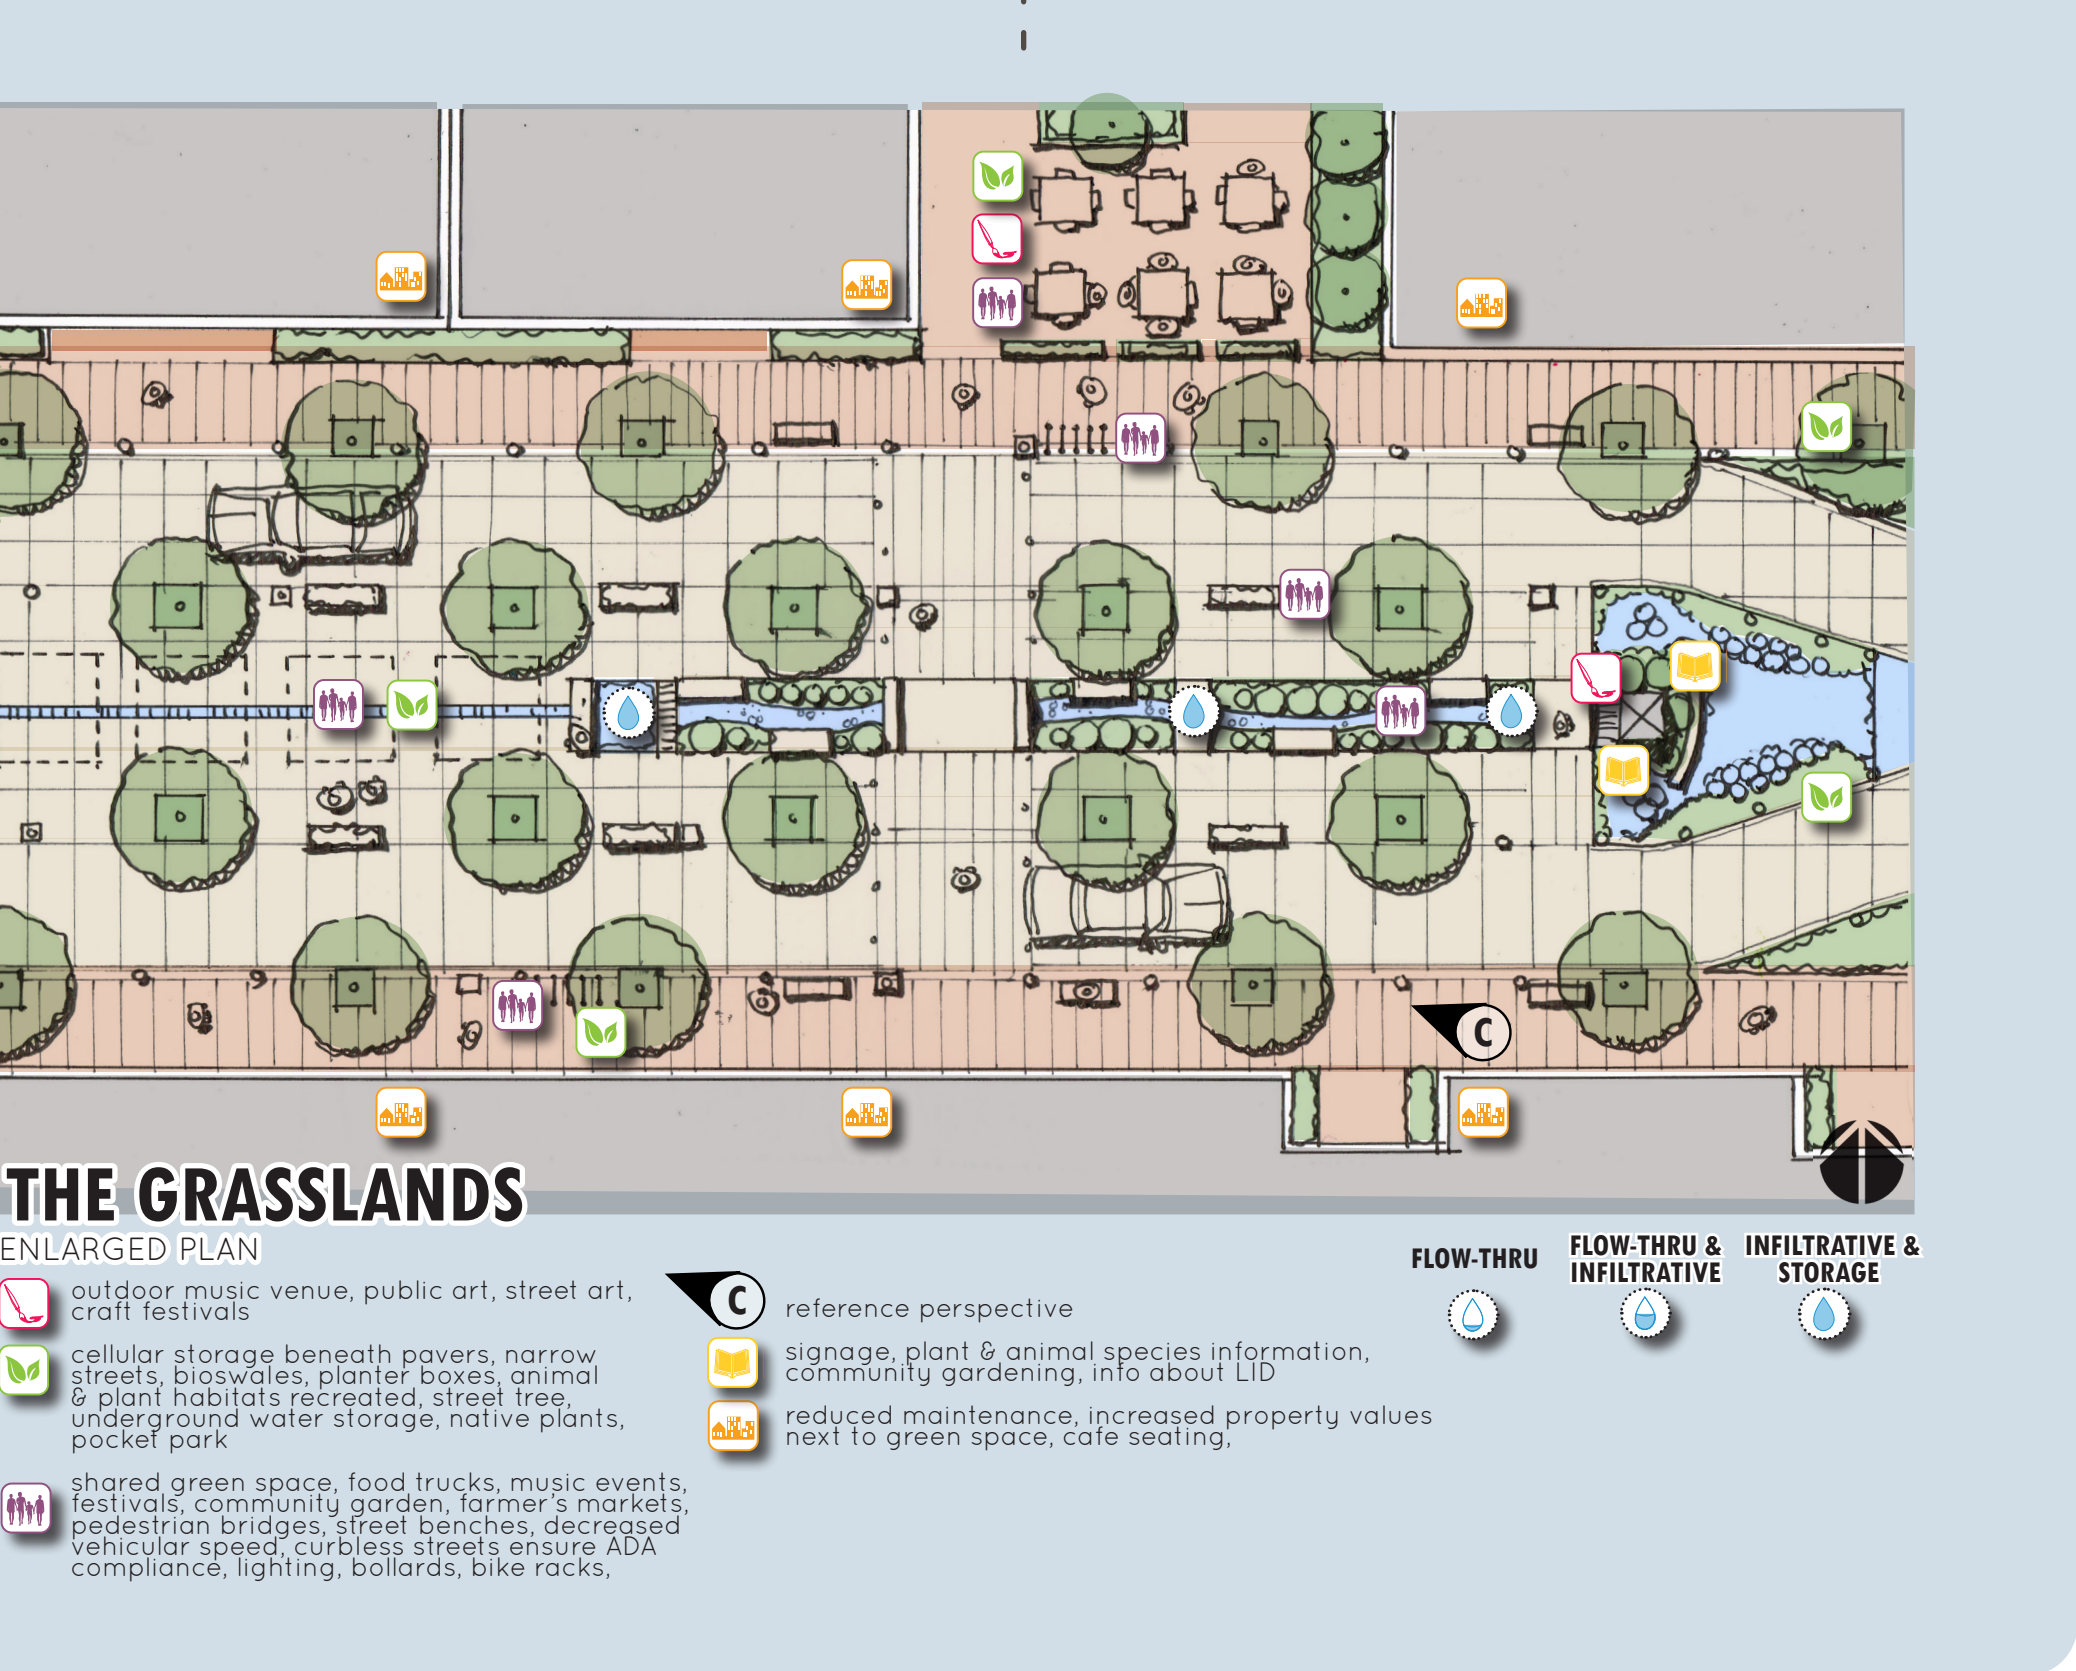 C
THE GRASSLANDS
ENLARGED PLAN
outdoor music venue, public art, street art,
craft festivals
cellular storage beneath pavers, narrow
streets, bioswales, planter boxes, animal
& plant habitats recreated, street tree,
underground water storage, native plants,
pocket park
shared green space, food trucks, music events,
festivals, community garden, farmer's markets,
pedestrian bridges, street benches, decreased
vehicular speed, curbless streets ensure ADA
compliance, lighting, bollards, bike racks,
C
reference perspective
signage, plant & animal species information,
community gardening, info about LID
reduced maintenance, increased property values
next to green space, cafe seating,
FLOW-THRU
FLOW-THRU &
INFILTRATIVE
INFILTRATIVE &
STORAGE